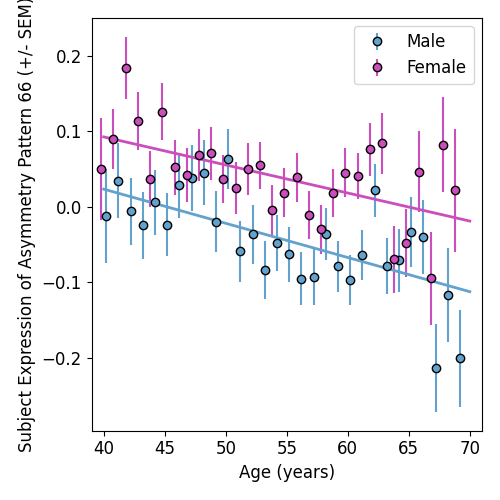 Subject Expression of Asymmetry Pattern 66 (+/- SEM)
0.2
0.1
0.0
−0.1
−0.2
Male
Female
40 45 50 55 60 65 70
Age (years)